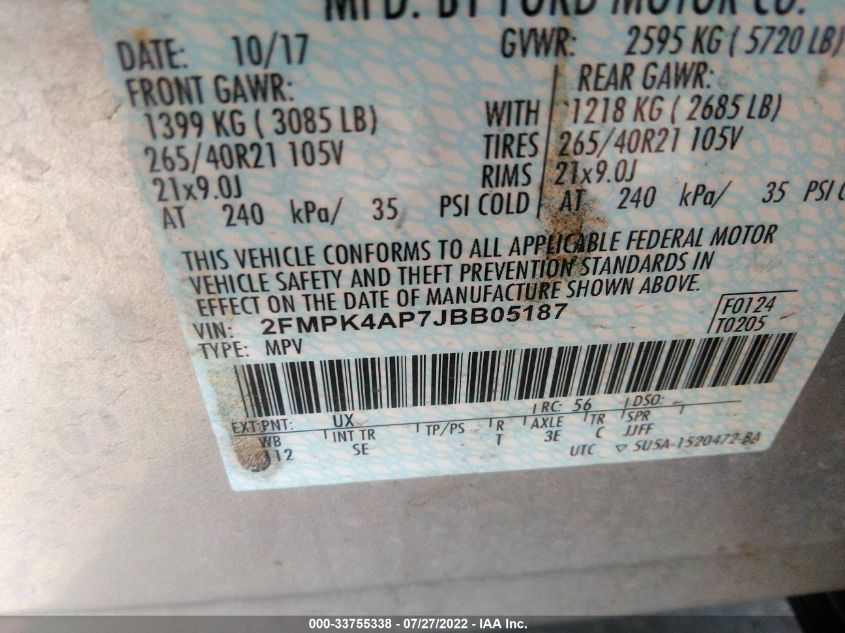 MFD. BY FORD MOTOR CO.
DATE: 10/17 GVWR: 2595 KG ( 5720 LB)
FRONT GAWR: REAR GAWR:
1399 KG ( 3085 LB) WITH 1218 KG ( 2685 LB)
265/40R21 105V TIRES 265/40R21 105V
21x9.0J RIMS 21x9.0J
AT 240 kPa/ 35 PSI COLD AT 240 kPa/ 35 PSI C
THIS VEHICLE CONFORMS TO ALL APPLICABLE FEDERAL MOTOR
VEHICLE SAFETY AND THEFT PREVENTION STANDARDS IN
EFFECT ON THE DATE OF MANUFACTURE SHOWN ABOVE.
VIN: 2FMPK4AP7JBB05187 F0124
TYPE: MPV T0205
EXT PNT: UX RC: 56 DSO:
WB INT TR TP/PS R AXLE TR SPR
112 SE T 3E C JJFF
UTC ▽ 5U5A-1520472-BA
000-33755338 - 07/27/2022 - IAA Inc.